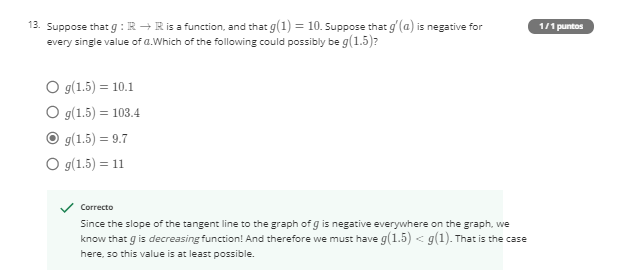 13. Suppose that g : ℝ → ℝ is a function, and that g(1) = 10. Suppose that g′(a) is negative for
every single value of a.Which of the following could possibly be g(1.5)?
1 / 1 puntos
g(1.5) = 10.1
g(1.5) = 103.4
g(1.5) = 9.7
g(1.5) = 11
Correcto
Since the slope of the tangent line to the graph of g is negative everywhere on the graph, we
know that g is decreasing function! And therefore we must have g(1.5) < g(1). That is the case
here, so this value is at least possible.